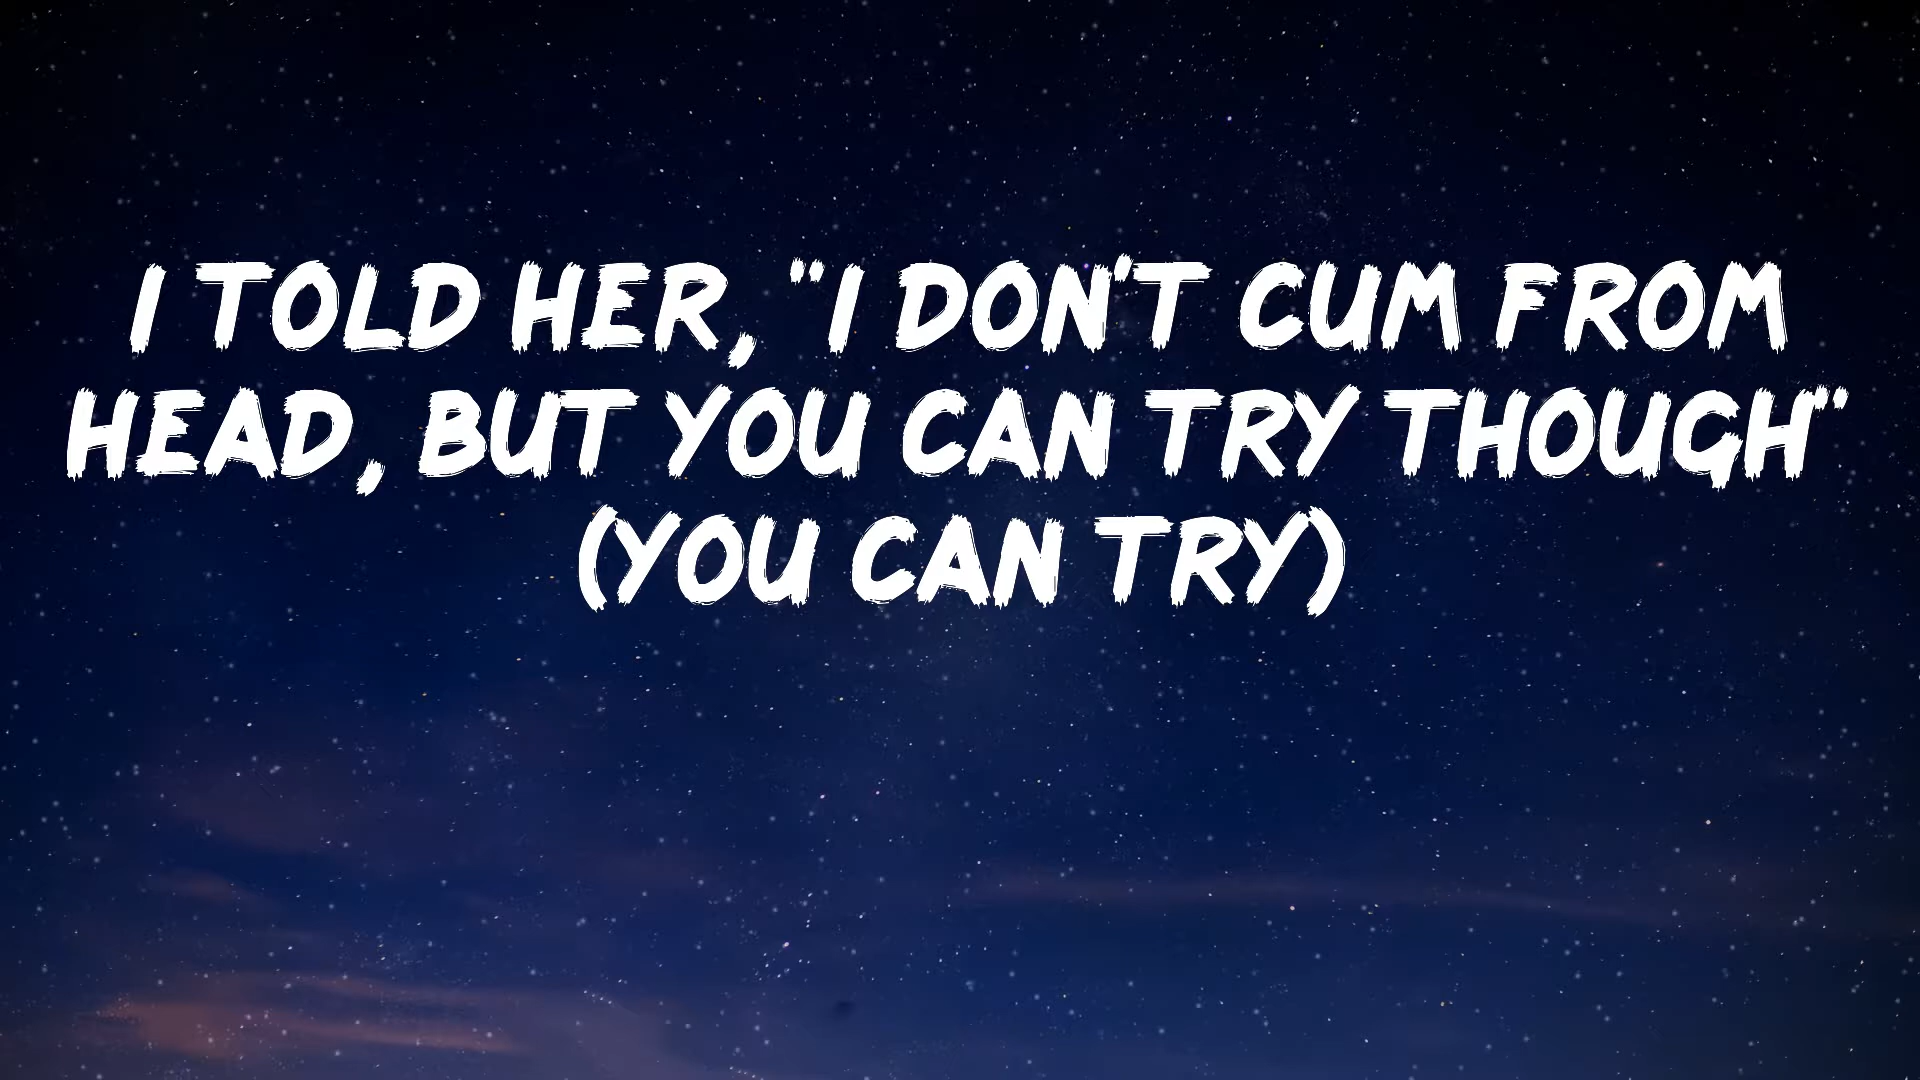 I TOLD HER, "I DON'T CUM FROM
HEAD, BUT YOU CAN TRY THOUGH"
(YOU CAN TRY)